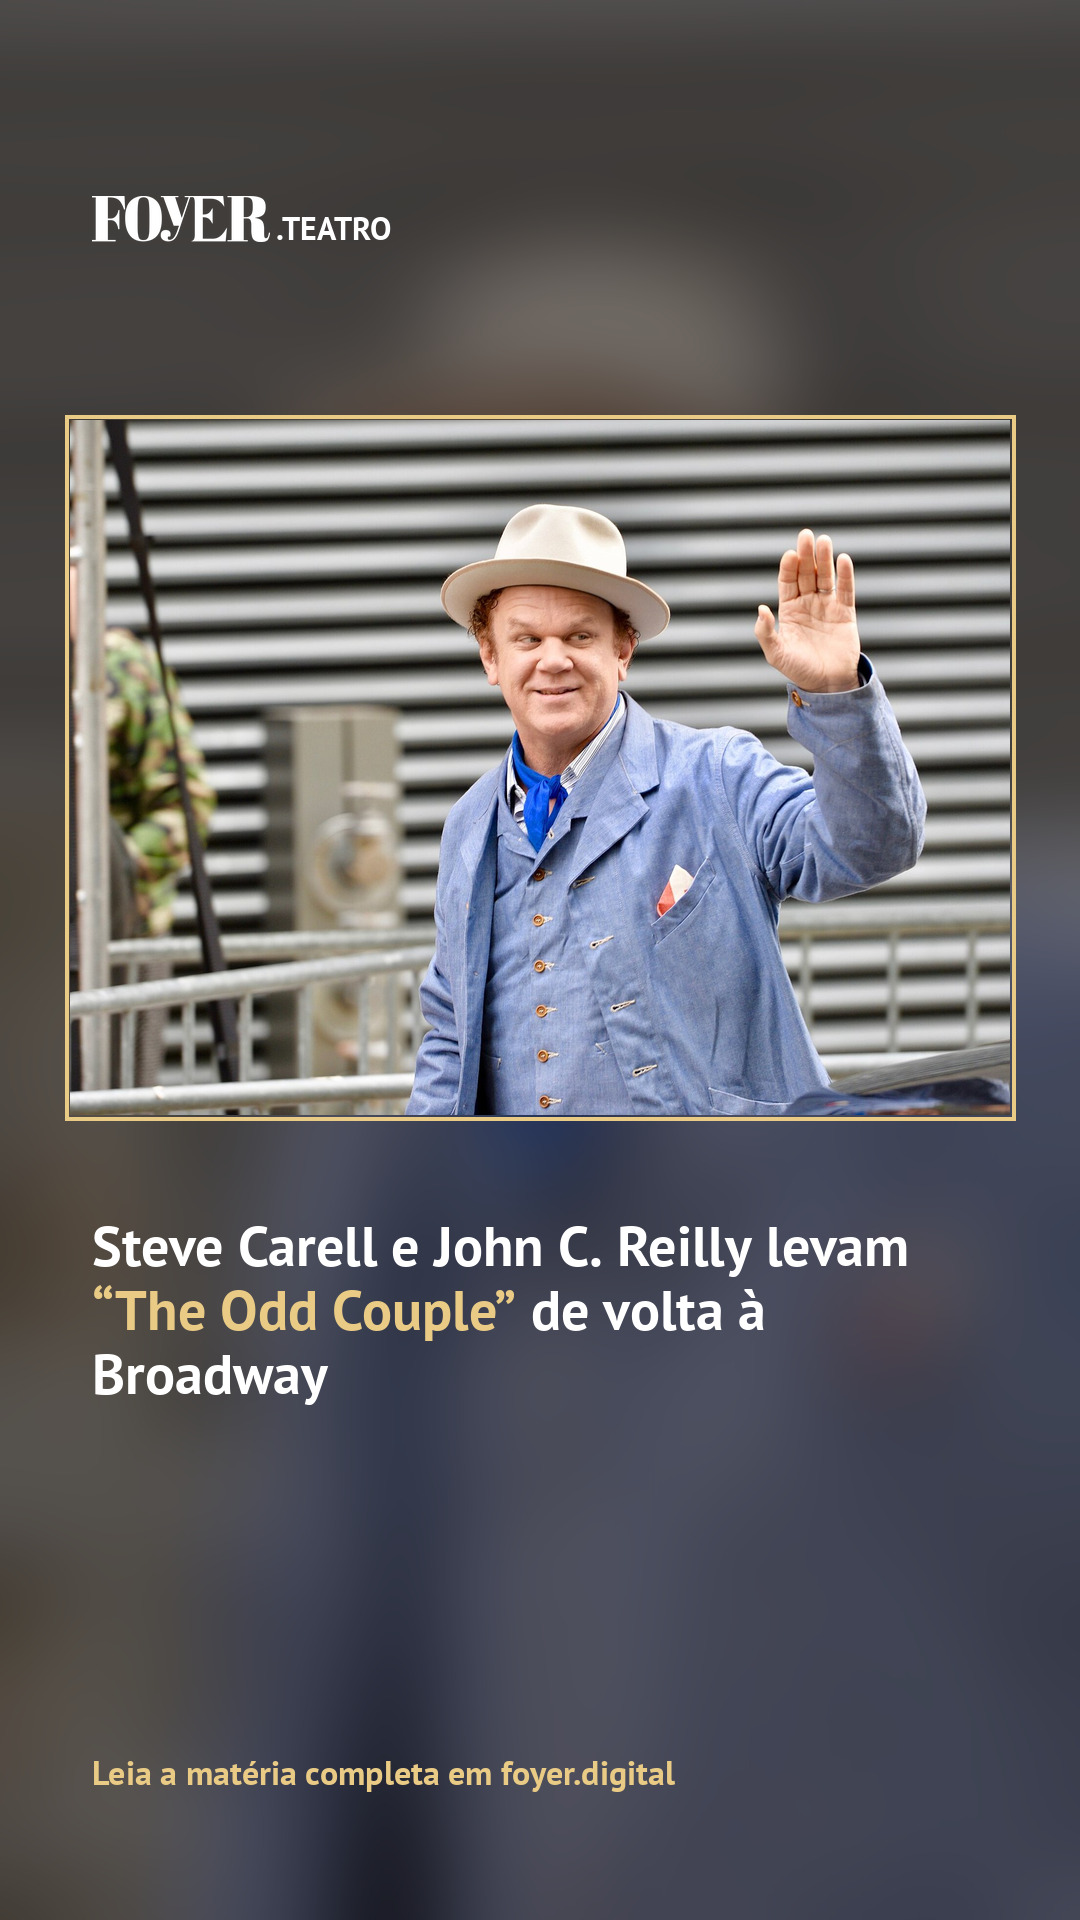 FOYER .TEATRO
Steve Carell e John C. Reilly levam
“The Odd Couple” de volta à
Broadway
Leia a matéria completa em foyer.digital